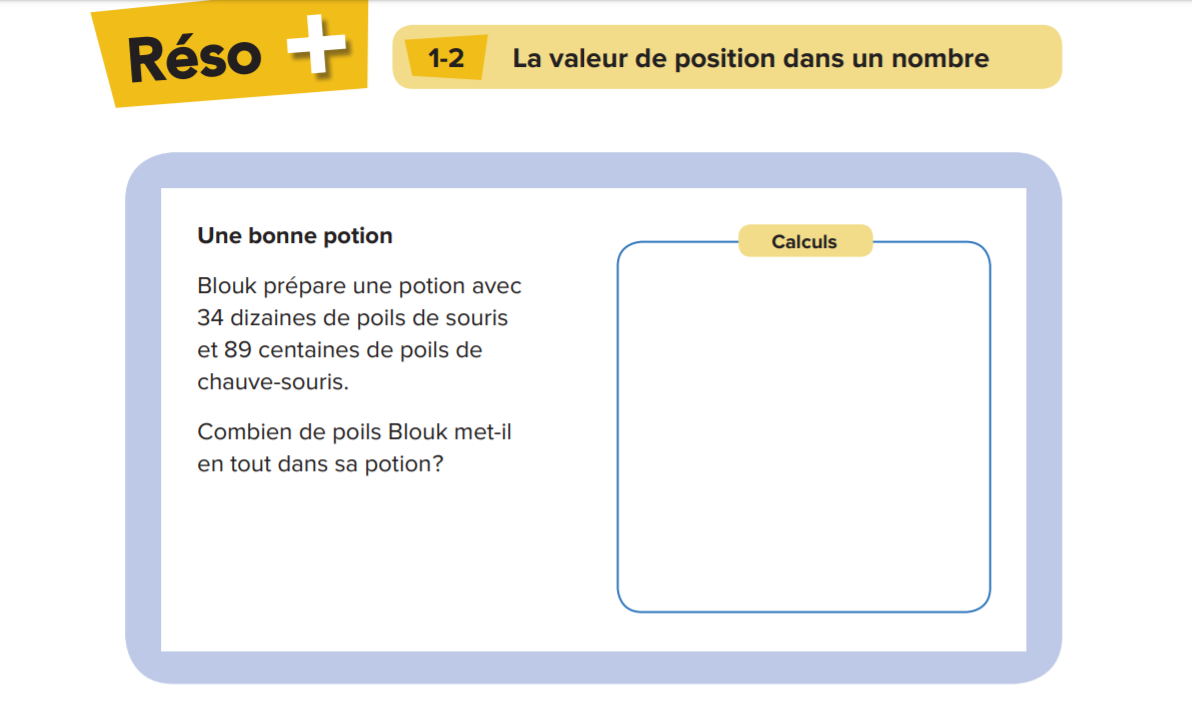 Réso +
1-2 La valeur de position dans un nombre
Une bonne potion
Blouk prépare une potion avec
34 dizaines de poils de souris
et 89 centaines de poils de
chauve-souris.
Combien de poils Blouk met-il
en tout dans sa potion?
Calculs